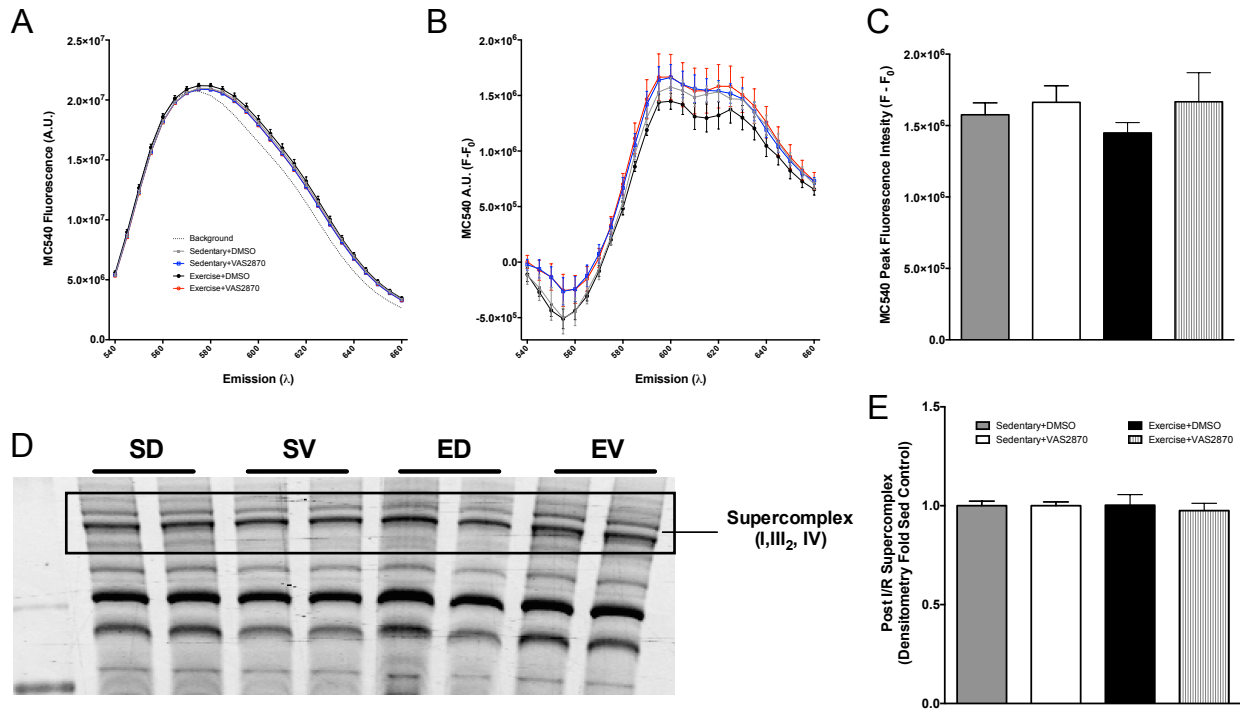 A
MC540 Fluorescence (A.U.)
2.5×10⁷
2.0×10⁷
1.5×10⁷
1.0×10⁷
5.0×10⁶
0.0
Background
Sedentary+DMSO
Sedentary+VAS2870
Exercise+DMSO
Exercise+VAS2870
540 560 580 600 620 640 660
Emission (λ)
B
MC540 A.U. (F-F₀)
2.0×10⁶
1.5×10⁶
1.0×10⁶
5.0×10⁵
0.0
-5.0×10⁵
540 560 580 600 620 640 660
Emission (λ)
C
MC540 Peak Fluorescence Intesity (F - F₀)
2.0×10⁶
1.5×10⁶
1.0×10⁶
5.0×10⁵
0.0
D
SD SV ED EV
Supercomplex
(I,III₂, IV)
E
Post I/R Supercomplex
(Densitometry Fold Sed Control)
1.5
1.0
0.5
0.0
Sedentary+DMSO Exercise+DMSO
Sedentary+VAS2870 Exercise+VAS2870